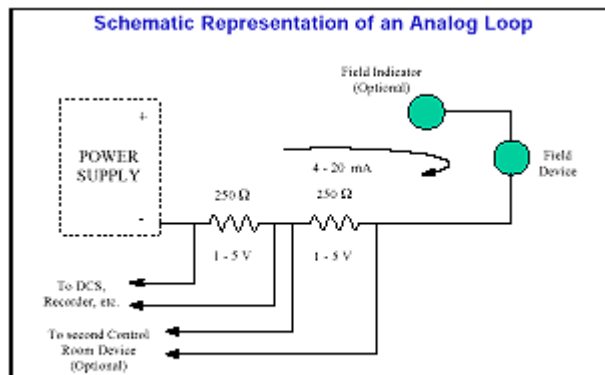 Schematic Representation of an Analog Loop
Field Indicator
(Optional)
+
POWER
SUPPLY
-
4 - 20 mA
Field
Device
250 Ω
250 Ω
1 - 5 V
1 - 5 V
To DCS,
Recorder, etc.
To second Control
Room Device
(Optional)